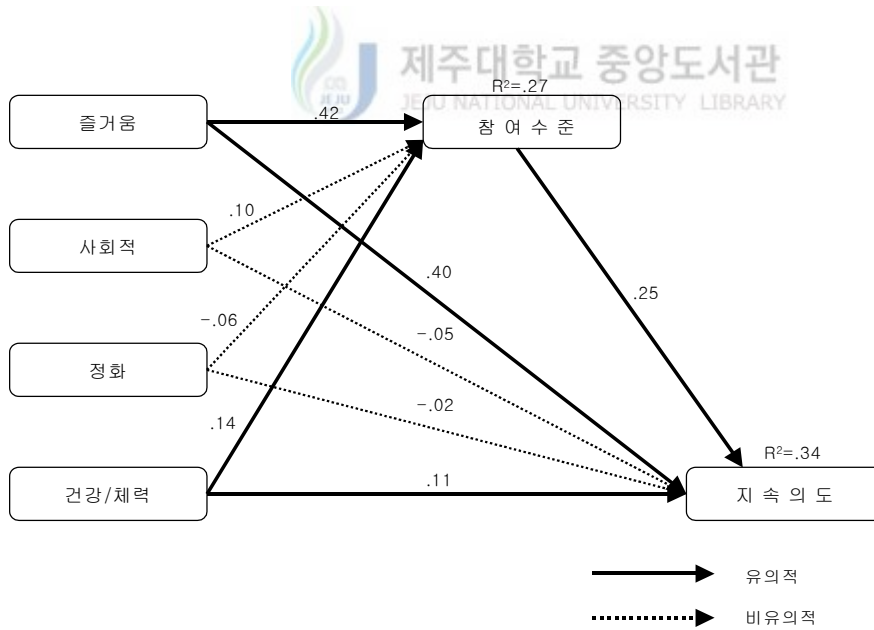 제주대학교 중앙도서관
JEJU NATIONAL UNIVERSITY LIBRARY
JEJU
R²=.27
즐거움
.42
참 여 수 준
.10
사회적
.40
.25
-.06
-.05
정화
-.02
.14
R²=.34
건강/체력
.11
지 속 의 도
유의적
비유의적